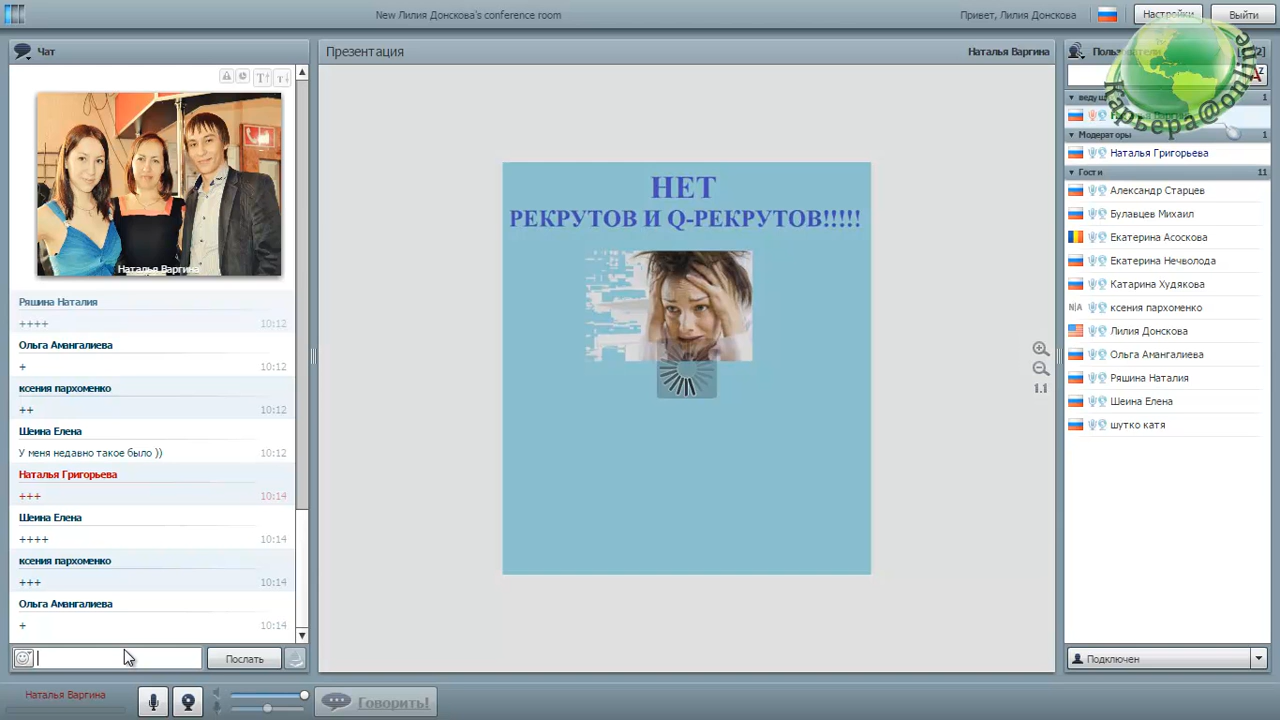 New Лилия Донскова's conference room
Привет, Лилия Донскова
Настройки
Выйти
Чат
Наталья Варгина
Ряшина Наталия
++++
10:12
Ольга Амангалиева
+
10:12
ксения пархоменко
++
10:12
Шеина Елена
У меня недавно такое было ))
10:12
Наталья Григорьева
+++
10:14
Шеина Елена
++++
10:14
ксения пархоменко
+++
10:14
Ольга Амангалиева
+
10:14
Послать
Наталья Варгина
Говорить!
Презентация
Наталья Варгина
НЕТ
РЕКРУТОВ И Q-РЕКРУТОВ!!!!!
1.1
Карьера@online
1
Модераторы
1
Наталья Григорьева
Гости
11
Александр Старцев
Булавцев Михаил
Екатерина Асоскова
Екатерина Нечволода
Катарина Худякова
N|A
ксения пархоменко
Лилия Донскова
Ольга Амангалиева
Ряшина Наталия
Шеина Елена
шутко катя
Подключен